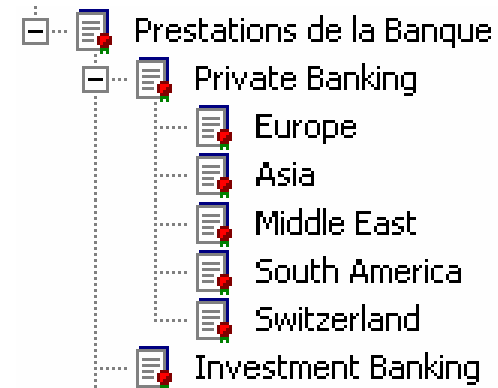 Prestations de la Banque
Private Banking
Europe
Asia
Middle East
South America
Switzerland
Investment Banking